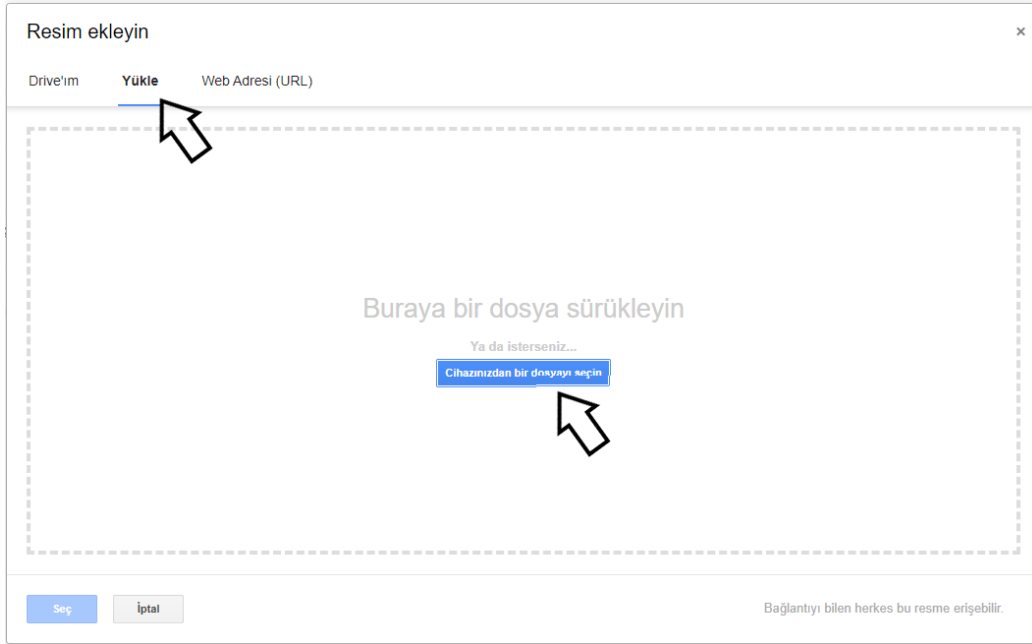 Resim ekleyin
×
Drive'ım Yükle Web Adresi (URL)
Buraya bir dosya sürükleyin
Ya da isterseniz...
Cihazınızdan bir dosyayı seçin
Seç İptal Bağlantıyı bilen herkes bu resme erişebilir.